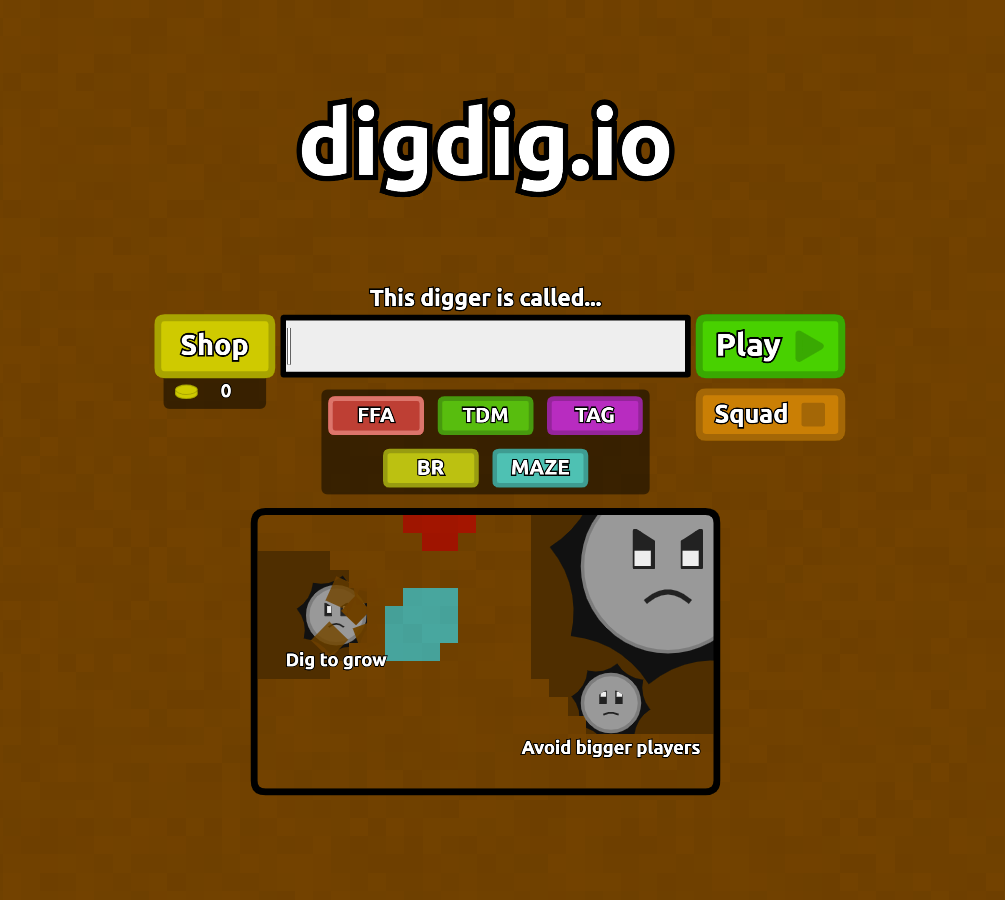 digdig.io
This digger is called...
Shop
Play
0
FFA
TDM
TAG
Squad
BR
MAZE
Dig to grow
Avoid bigger players